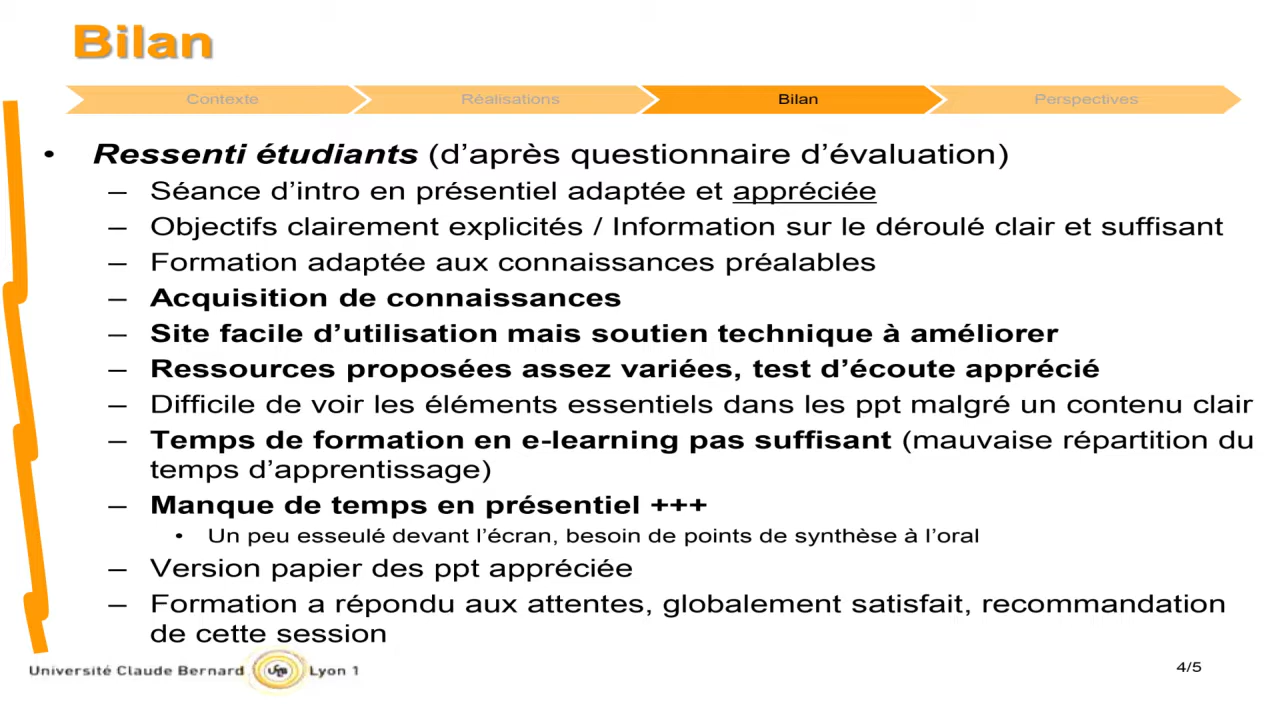 Bilan
Contexte
Réalisations
Bilan
Perspectives
• Ressenti étudiants (d’après questionnaire d’évaluation)
– Séance d’intro en présentiel adaptée et appréciée
– Objectifs clairement explicités / Information sur le déroulé clair et suffisant
– Formation adaptée aux connaissances préalables
– Acquisition de connaissances
– Site facile d’utilisation mais soutien technique à améliorer
– Ressources proposées assez variées, test d’écoute apprécié
– Difficile de voir les éléments essentiels dans les ppt malgré un contenu clair
– Temps de formation en e-learning pas suffisant (mauvaise répartition du
temps d’apprentissage)
– Manque de temps en présentiel +++
• Un peu esseulé devant l’écran, besoin de points de synthèse à l’oral
– Version papier des ppt appréciée
– Formation a répondu aux attentes, globalement satisfait, recommandation
de cette session
Université Claude Bernard Lyon 1
4/5